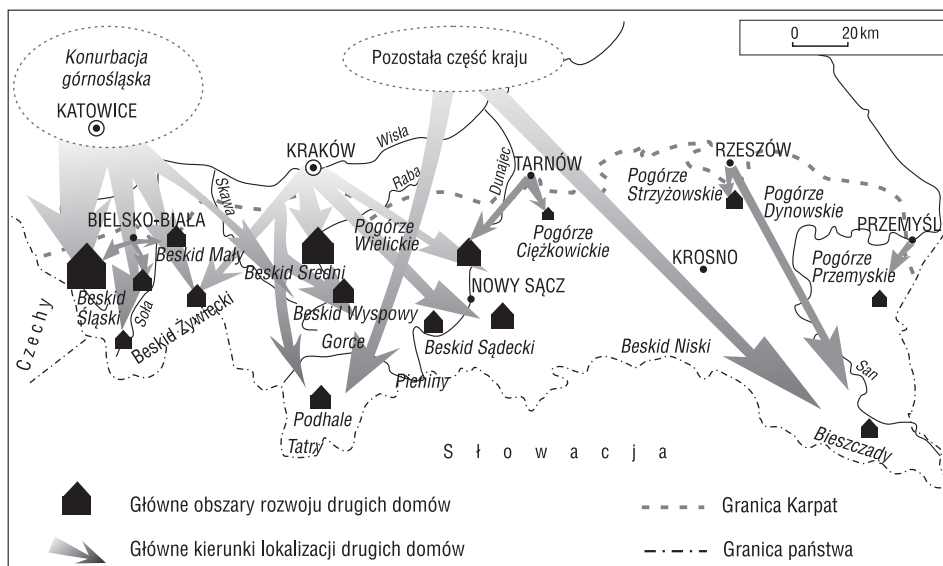 Konurbacja
górnośląska
KATOWICE
Pozostała część kraju
0 20 km
KRAKÓW
Wisła
Skawa
Raba
Dunajec
TARNÓW
RZESZÓW
Pogórze
Strzyżowskie
Pogórze
Dynowskie
PRZEMYŚL
Pogórze
Przemyskie
BIELSKO-BIAŁA
Beskid Mały
Pogórze
Wielickie
Pogórze
Ciężkowickie
KROSNO
Beskid Średni
NOWY SĄCZ
Beskid
Śląski
Soła
Beskid Żywiecki
Beskid Wyspowy
Beskid Sądecki
Gorce
Pieniny
Beskid Niski
San
Czechy
Podhale
Tatry
Słowacja
Bieszczady
Główne obszary rozwoju drugich domów
Główne kierunki lokalizacji drugich domów
Granica Karpat
Granica państwa